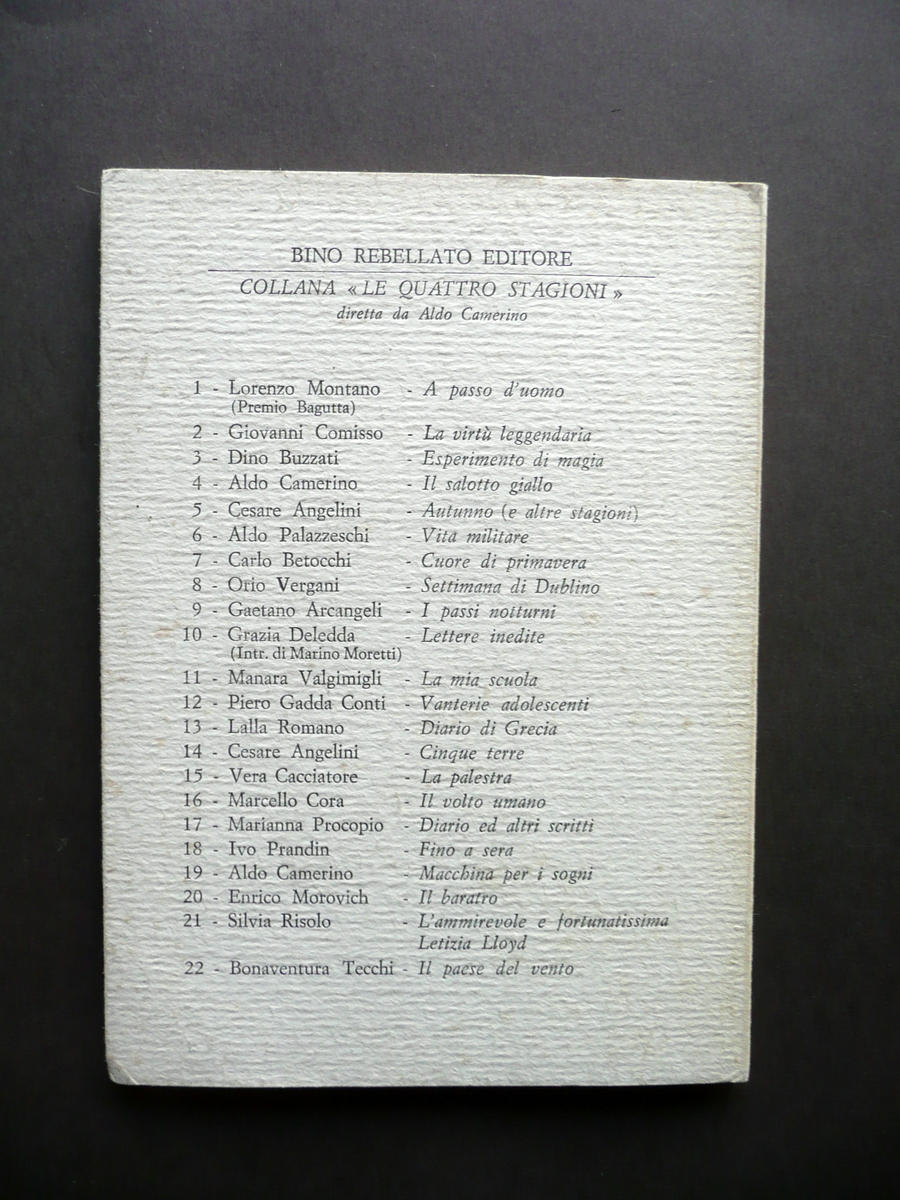 BINO REBELLATO EDITORE
COLLANA « LE QUATTRO STAGIONI »
diretta da Aldo Camerino
1 - Lorenzo Montano - A passo d'uomo
(Premio Bagutta)
2 - Giovanni Comisso - La virtù leggendaria
3 - Dino Buzzati - Esperimento di magia
4 - Aldo Camerino - Il salotto giallo
5 - Cesare Angelini - Autunno (e altre stagioni)
6 - Aldo Palazzeschi - Vita militare
7 - Carlo Betocchi - Cuore di primavera
8 - Orio Vergani - Settimana di Dublino
9 - Gaetano Arcangeli - I passi notturni
10 - Grazia Deledda - Lettere inedite
(Intr. di Marino Moretti)
11 - Manara Valgimigli - La mia scuola
12 - Piero Gadda Conti - Vanterie adolescenti
13 - Lalla Romano - Diario di Grecia
14 - Cesare Angelini - Cinque terre
15 - Vera Cacciatore - La palestra
16 - Marcello Cora - Il volto umano
17 - Marianna Procopio - Diario ed altri scritti
18 - Ivo Prandin - Fino a sera
19 - Aldo Camerino - Macchina per i sogni
20 - Enrico Morovich - Il baratro
21 - Silvia Risolo - L'ammirevole e fortunatissima
Letizia Lloyd
22 - Bonaventura Tecchi - Il paese del vento